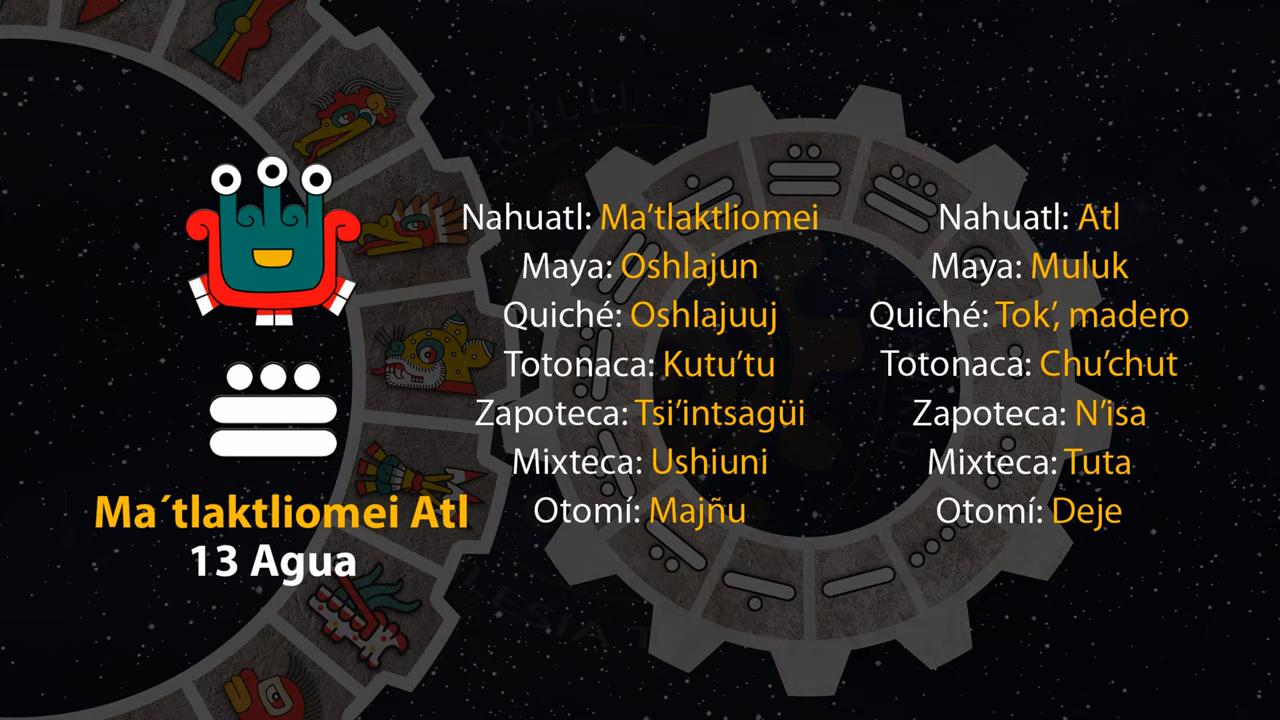 Nahuatl: Ma’tlaktliomei
Maya: Oshlajun
Quiché: Oshlajuuj
Totonaca: Kutu’tu
Zapoteca: Tsi’intsagüi
Mixteca: Ushiuni
Otomí: Majñu
Nahuatl: Atl
Maya: Muluk
Quiché: Tok’, madero
Totonaca: Chu’chut
Zapoteca: N’isa
Mixteca: Tuta
Otomí: Deje
Ma´tlaktliomei Atl
13 Agua